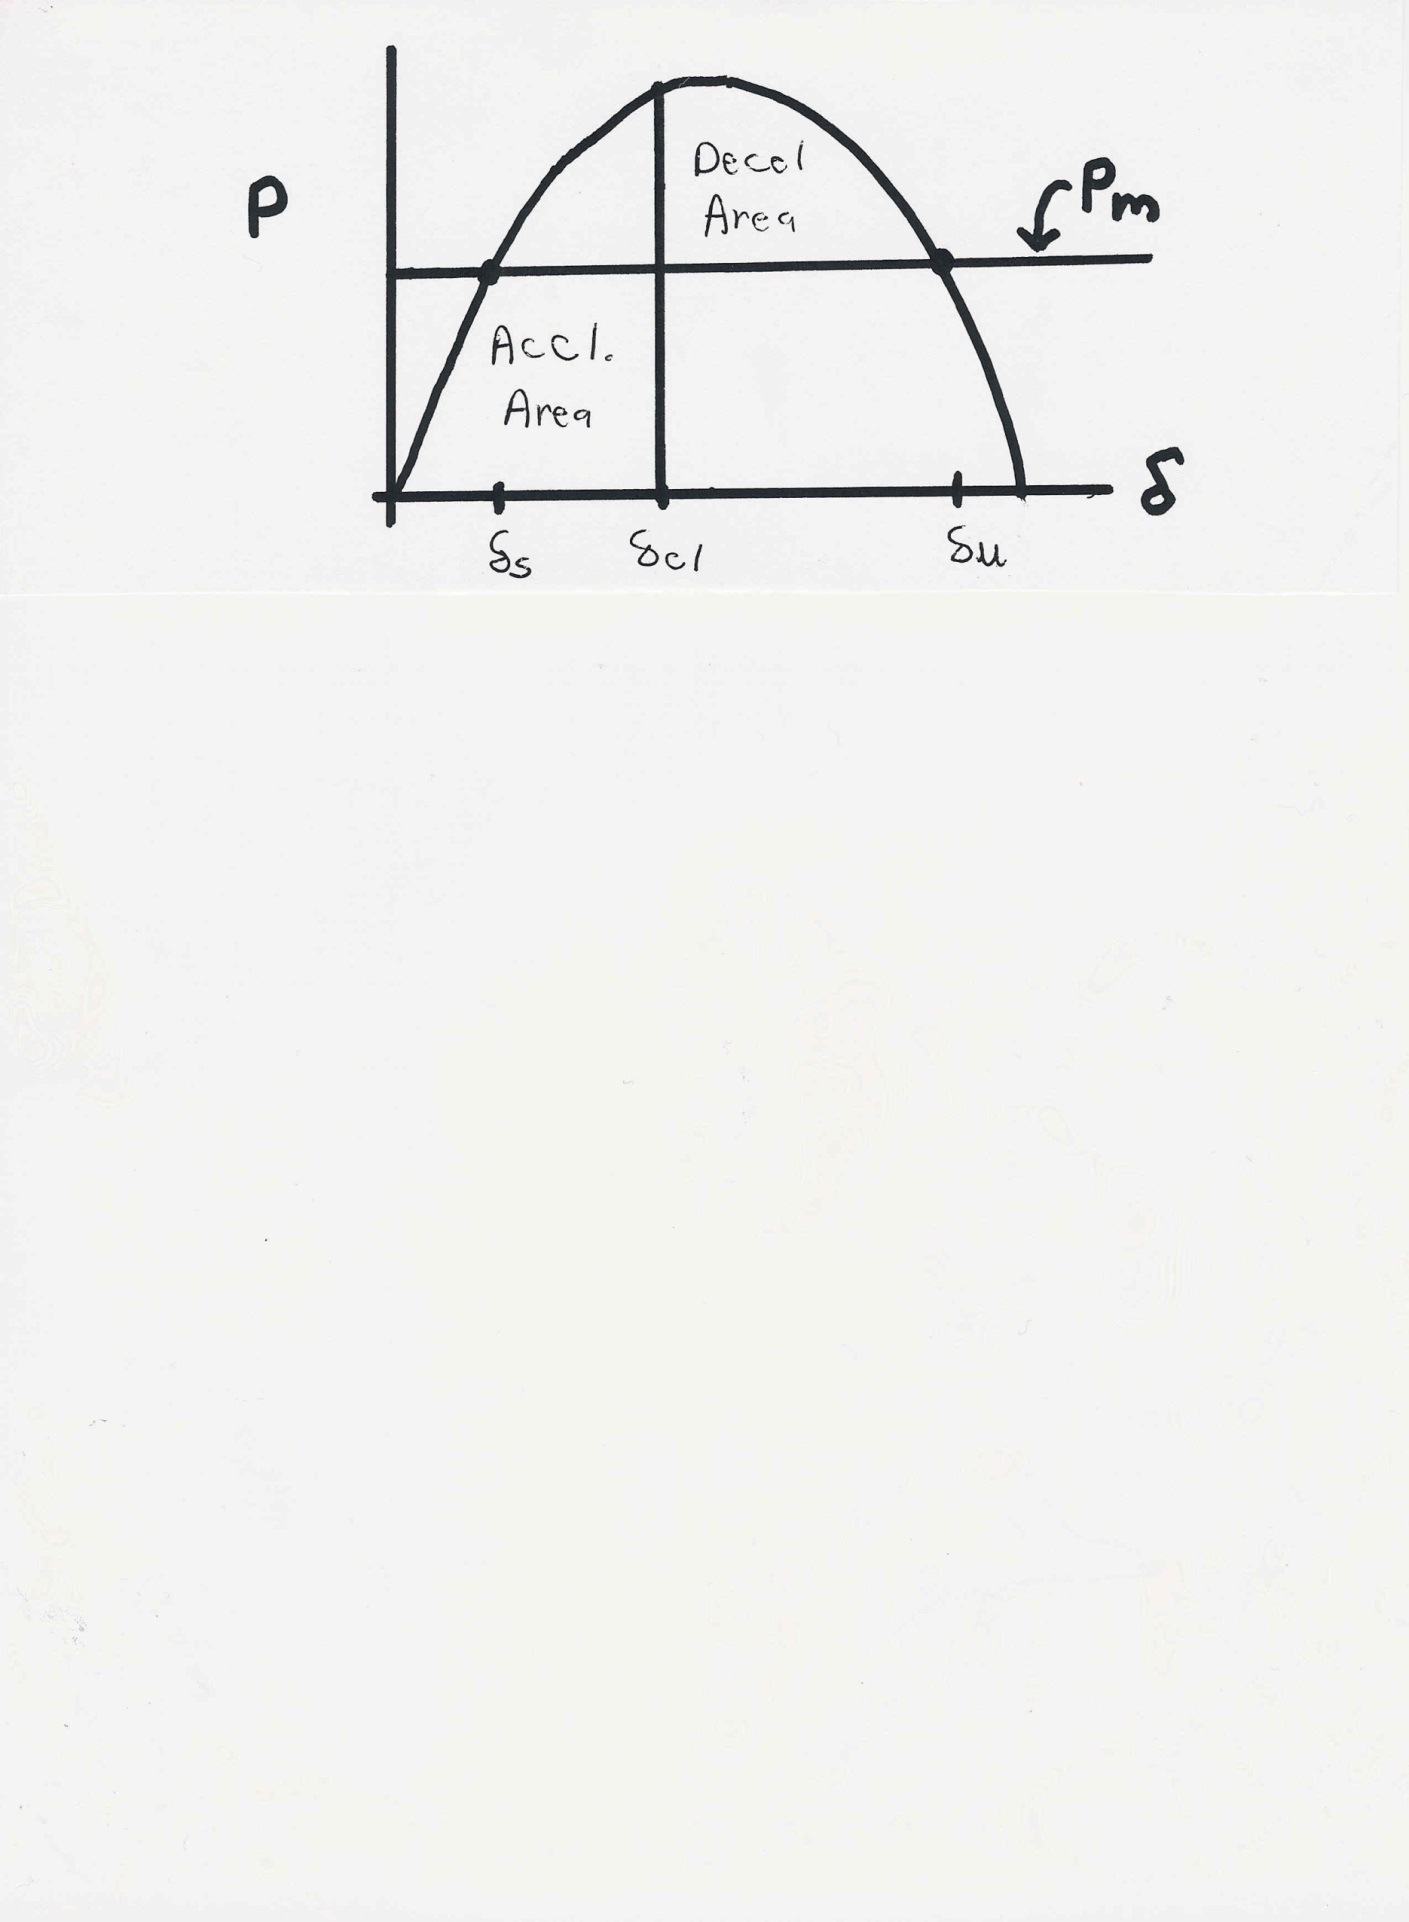 P
Decel
Area
Pm
Accl.
Area
δ
δs
δcl
δu